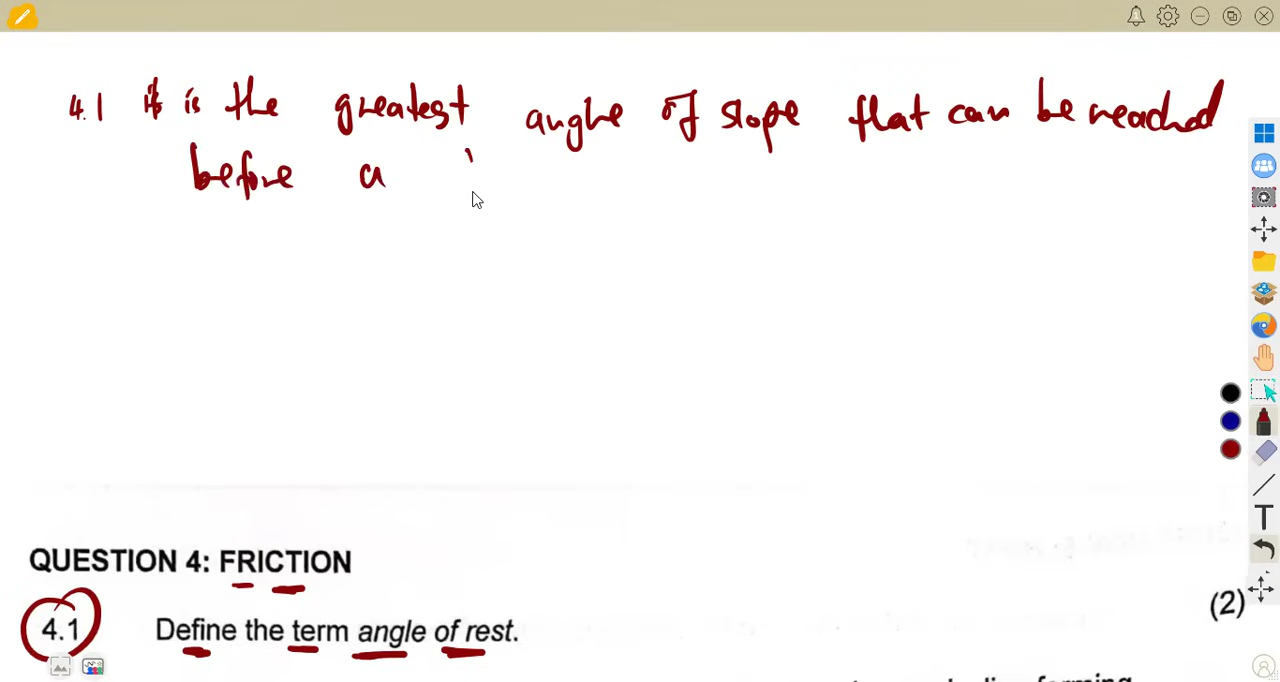 4.1 it is the greatest angle of slope that can be reached
before a
QUESTION 4: FRICTION
(2)
4.1 Define the term angle of rest.